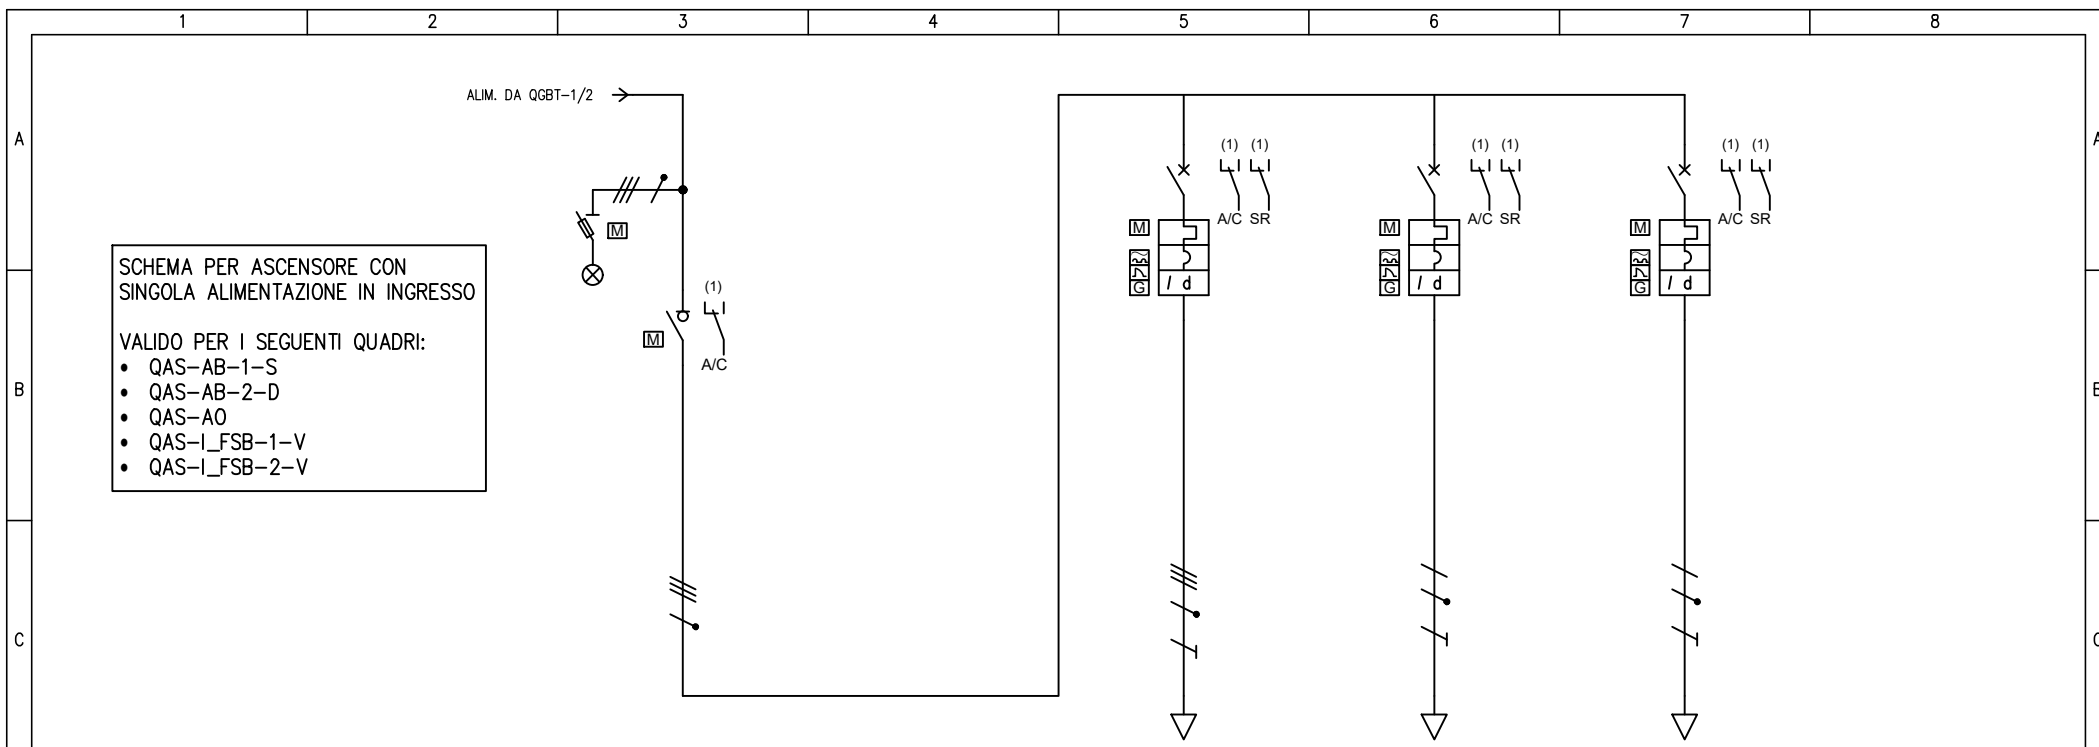 1 2 3 4 5 6 7 8
ALIM. DA QGBT-1/2
A A
(1) (1) (1) (1) (1) (1)
A/C SR A/C SR A/C SR
M M M M
SCHEMA PER ASCENSORE CON
SINGOLA ALIMENTAZIONE IN INGRESSO
VALIDO PER I SEGUENTI QUADRI:
• QAS-AB-1-S
• QAS-AB-2-D
• QAS-AO
• QAS-I_FSB-1-V
• QAS-I_FSB-2-V
G I d G I d G I d
(1)
M
A/C
B
C